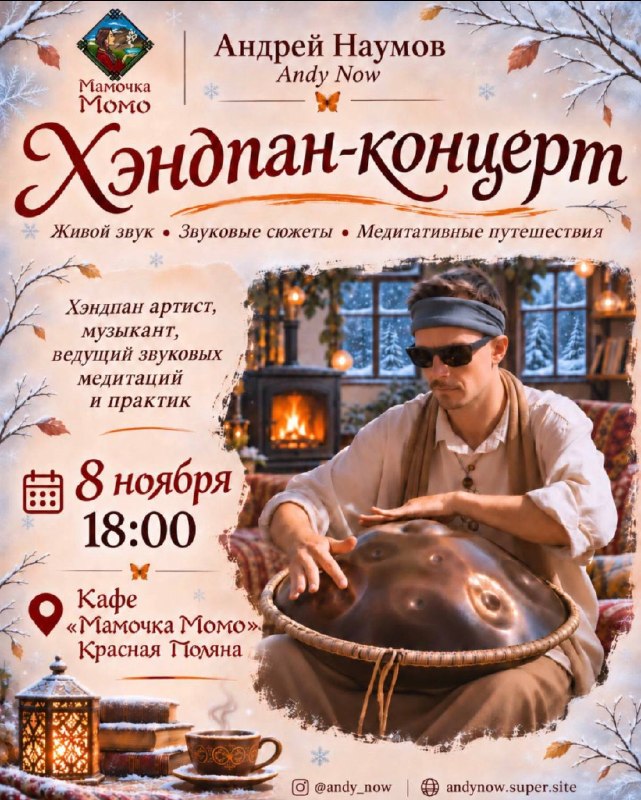 Мамочка
Момо
Андрей Наумов
Andy Now
Хэндпан-концерт
Живой звук • Звуковые сюжеты • Медитативные путешествия
Хэндпан артист,
музыкант,
ведущий звуковых
медитаций
и практик
8 ноября
18:00
Кафе
«Мамочка Момо»
Красная Поляна
@andy_now
andynow.super.site